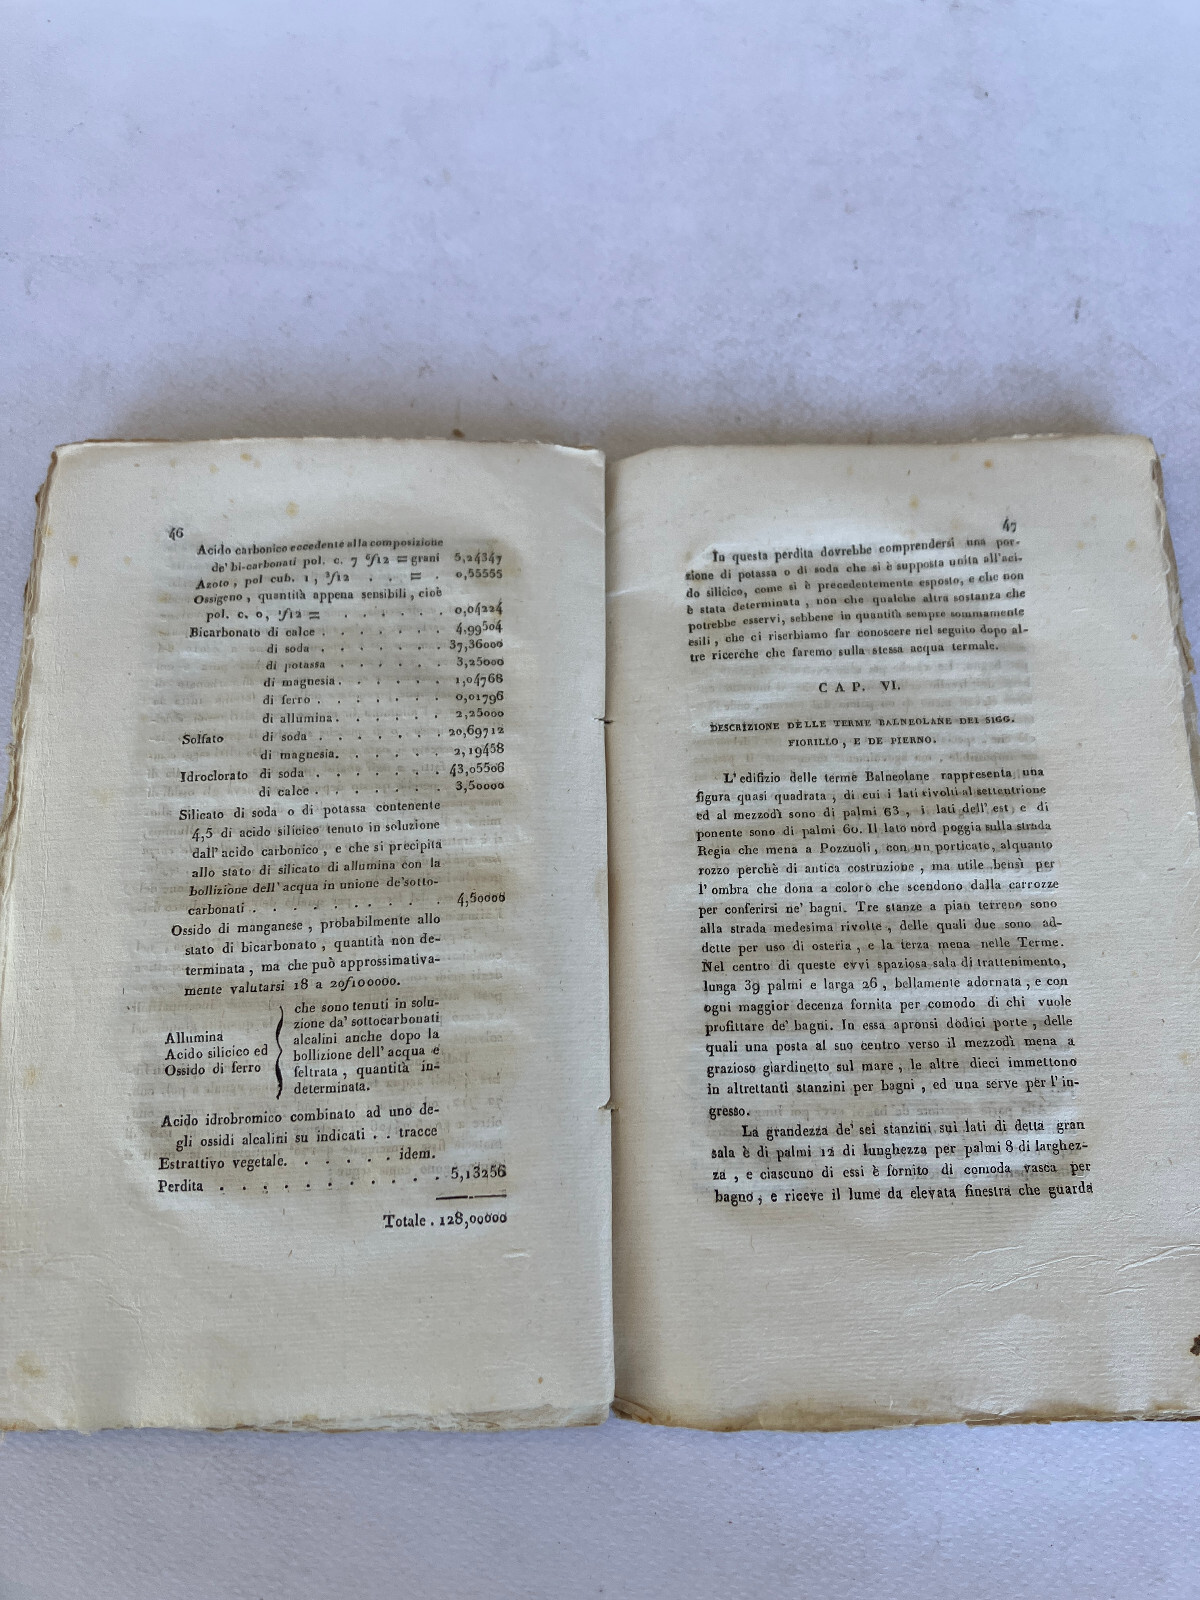 46
Acido carbonico eccedente alla composizione
de' bi-carbonati pol. c. 7 6/12 = grani 5,24347
Azoto, pol cub. 1, 3/12 . . = . 0,55555
Ossigeno, quantità appena sensibili, cioè
pol. c. 0, 1/12 = . . . . . . 0,04224
Bicarbonato di calce . . . . . . . 4,99504
di soda . . . . . . . 37,36000
di potassa . . . . . . 3,25000
di magnesia . . . . . . 1,04768
di ferro . . . . . . . 0,01796
di allumina . . . . . . 2,25000
Solfato di soda . . . . . . . 20,69712
di magnesia . . . . . . 2,19458
Idroclorato di soda . . . . . . . 43,05506
di calce . . . . . . . 3,50000
Silicato di soda o di potassa contenente
4,5 di acido silicico tenuto in soluzione
dall'acido carbonico, e che si precipita
allo stato di silicato di allumina con la
bollizione dell'acqua in unione de'sotto-
carbonati . . . . . . . . . . 4,50000
Ossido di manganese, probabilmente allo
stato di bicarbonato, quantità non de-
terminata, ma che può approssimativa-
mente valutarsi 18 a 20/100000.
Allumina
Acido silicico ed
Ossido di ferro
che sono tenuti in solu-
zione da' sottocarbonati
alcalini anche dopo la
bollizione dell'acqua e
feltrata, quantità in-
determinata.
Acido idrobromico combinato ad uno de-
gli ossidi alcalini su indicati . . tracce
Estrattivo vegetale. . . . . . idem.
Perdita . . . . . . . . . . . 5,13256
Totale . 128,00000
47
In questa perdita dovrebbe comprendersi una por-
zione di potassa o di soda che si è supposta unita all'aci-
do silicico, come si è precedentemente esposto, e che non
è stata determinata, non che qualche altra sostanza che
potrebbe esservi, sebbene in quantità sempre sommamente
esili, che ci riserbiamo far conoscere nel seguito dopo al-
tre ricerche che faremo sulla stessa acqua termale.
CAP. VI.
DESCRIZIONE DELLE TERME BALNEOLANE DEI SIGG.
FIORILLO, E DE PIERNO.
L'edifizio delle terme Balneolane rappresenta una
figura quasi quadrata, di cui i lati rivolti al settentrione
ed al mezzodì sono di palmi 63, i lati dell'est e di
ponente sono di palmi 60. Il lato nord poggia sulla strada
Regia che mena a Pozzuoli, con un porticato, alquanto
rozzo perchè di antica costruzione, ma utile bensì per
l'ombra che dona a coloro che scendono dalla carrozze
per conferirsi ne' bagni. Tre stanze a pian terreno sono
alla strada medesima rivolte, delle quali due sono ad-
dette per uso di osteria, e la terza mena nelle Terme.
Nel centro di queste evvi spaziosa sala di trattenimento,
lunga 39 palmi e larga 26, bellamente adornata, e con
ogni maggior decenza fornita per comodo di chi vuole
profittare de' bagni. In essa apronsi dodici porte, delle
quali una posta al suo centro verso il mezzodì mena a
grazioso giardinetto sul mare, le altre dieci immettono
in altrettanti stanzini per bagni, ed una serve per l'in-
gresso.
La grandezza de' sei stanzini sui lati di detta gran
sala è di palmi 12 di lunghezza per palmi 8 di larghez-
za, e ciascuno di essi è fornito di comoda vasca per
bagno, e riceve il lume da elevata finestra che guarda